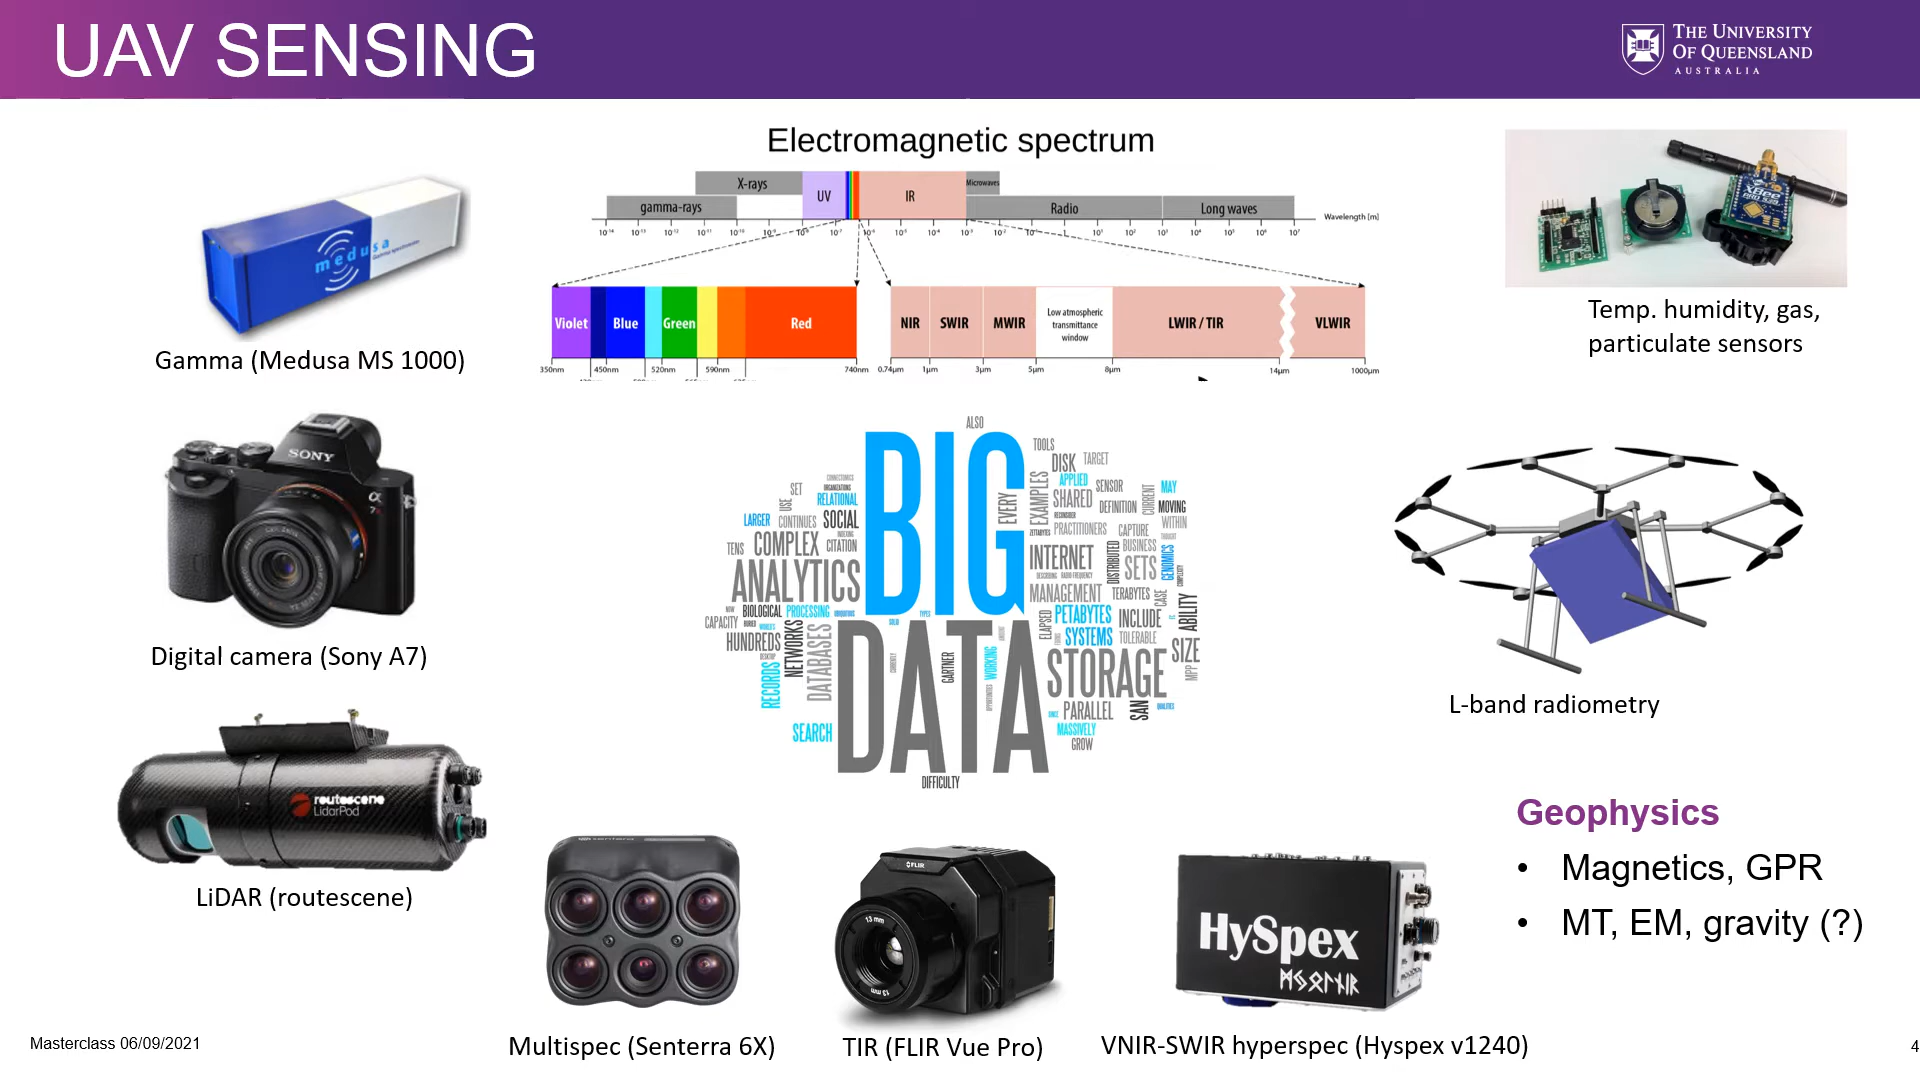 UAV SENSING
THE UNIVERSITY
OF QUEENSLAND
AUSTRALIA
Electromagnetic spectrum
X-rays
UV
IR
Microwaves
gamma-rays
Radio
Long waves
Wavelength [m]
Violet
Blue
Green
Red
NIR
SWIR
MWIR
Low atmospheric
transmittance
window
LWIR / TIR
VLWIR
350nm
450nm
520nm
590nm
740nm
0.74µm
1µm
3µm
5µm
8µm
14µm
1000µm
medusa
Gamma (Medusa MS 1000)
XBee
Temp. humidity, gas,
particulate sensors
SONY
Digital camera (Sony A7)
ALSO
BIG
DATA
TOOLS
DISK
TARGET
APPLIED
SENSOR
SHARED
DEFINITION
CURRENT
MAY
MOVING
WITHIN
EVERY
EXAMPLES
PRACTITIONERS
CAPTURE
BUSINESS
INTERNET
DISTRIBUTED
SETS
GENOMICS
MANAGEMENT
TERABYTES
CASE
ABILITY
ELAPSED
PETABYTES
INCLUDE
SYSTEMS
TOLERABLE
SIZE
MPP
STORAGE
PARALLEL
SAN
MASSIVELY
GROW
SET
USE
RELATIONAL
LARGER
CONTINUES
SOCIAL
TENS
COMPLEX
CITATION
ANALYTICS
BIOLOGICAL
PROCESSING
CAPACITY
HUNDREDS
NETWORKS
DATABASES
RECORDS
SEARCH
GARTNER
WORKING
DIFFICULTY
L-band radiometry
routescene
LidarPod
LiDAR (routescene)
Geophysics
• Magnetics, GPR
• MT, EM, gravity (?)
FLIR
13 mm
13 mm
HySpex
Multispec (Senterra 6X)
TIR (FLIR Vue Pro)
VNIR-SWIR hyperspec (Hyspex v1240)
Masterclass 06/09/2021
4